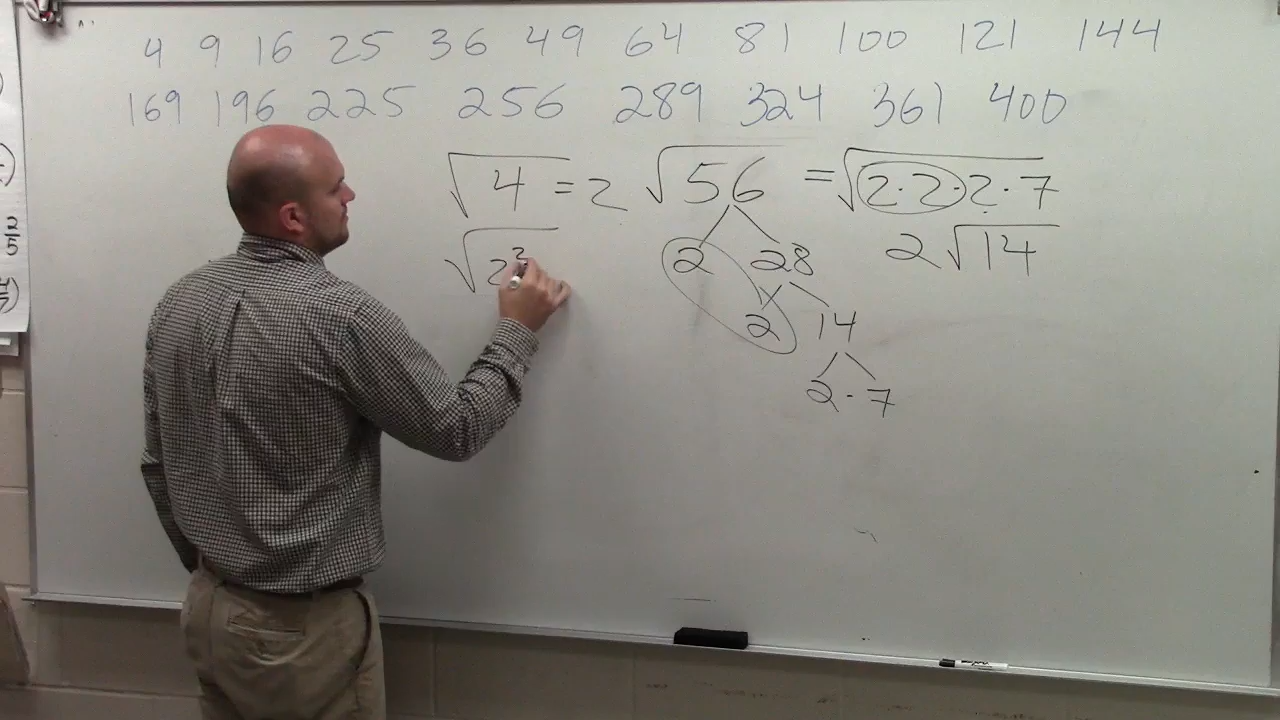 4 9 16 25 36 49 64 81 100 121 144
169 196 225 256 289 324 361 400
√4 = 2 √56 = √2·2·2·7
√2² 2 28 2√14
2 14
2 · 7